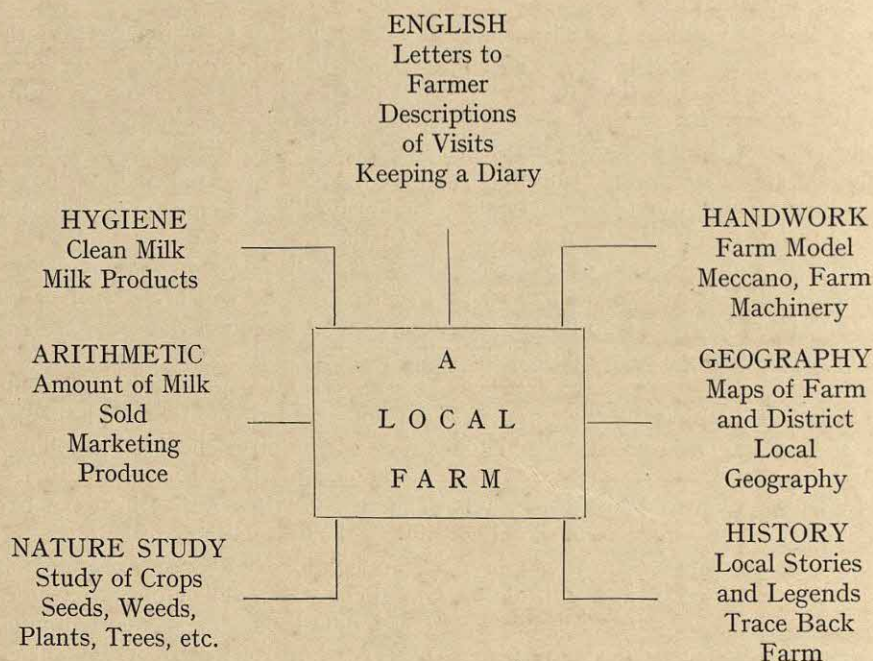 ENGLISH
Letters to
Farmer
Descriptions
of Visits
Keeping a Diary
HYGIENE
Clean Milk
Milk Products
HANDWORK
Farm Model
Meccano, Farm
Machinery
ARITHMETIC
Amount of Milk
Sold
Marketing
Produce
A
LOCAL
FARM
GEOGRAPHY
Maps of Farm
and District
Local
Geography
NATURE STUDY
Study of Crops
Seeds, Weeds,
Plants, Trees, etc.
HISTORY
Local Stories
and Legends
Trace Back
Farm